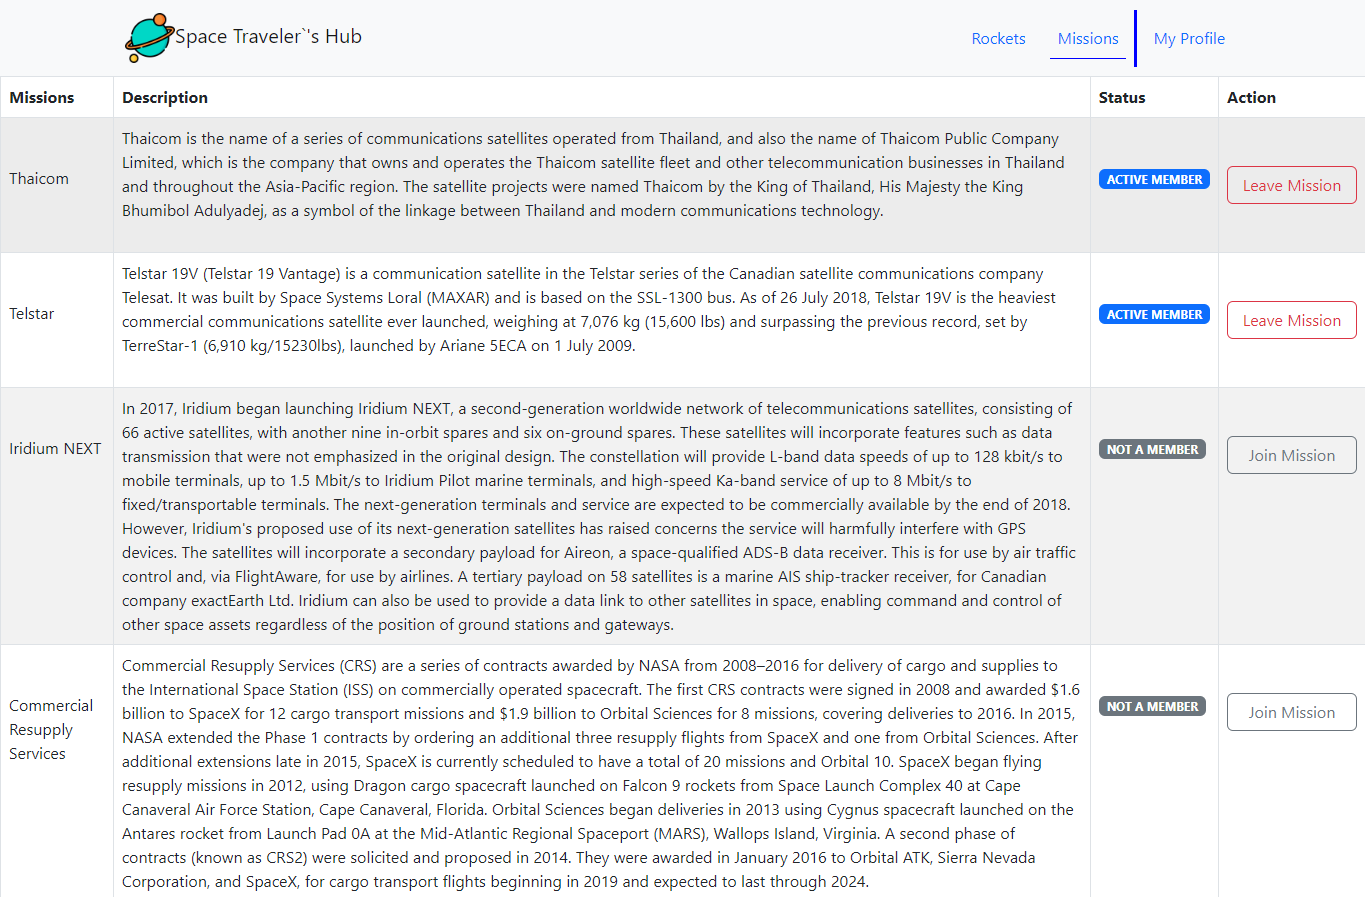 Space Traveler`'s Hub
Rockets
Missions
My Profile
Missions
Description
Status
Action
Thaicom
Thaicom is the name of a series of communications satellites operated from Thailand, and also the name of Thaicom Public Company
Limited, which is the company that owns and operates the Thaicom satellite fleet and other telecommunication businesses in Thailand
and throughout the Asia-Pacific region. The satellite projects were named Thaicom by the King of Thailand, His Majesty the King
Bhumibol Adulyadej, as a symbol of the linkage between Thailand and modern communications technology.
ACTIVE MEMBER
Leave Mission
Telstar
Telstar 19V (Telstar 19 Vantage) is a communication satellite in the Telstar series of the Canadian satellite communications company
Telesat. It was built by Space Systems Loral (MAXAR) and is based on the SSL-1300 bus. As of 26 July 2018, Telstar 19V is the heaviest
commercial communications satellite ever launched, weighing at 7,076 kg (15,600 lbs) and surpassing the previous record, set by
TerreStar-1 (6,910 kg/15230lbs), launched by Ariane 5ECA on 1 July 2009.
ACTIVE MEMBER
Leave Mission
Iridium NEXT
In 2017, Iridium began launching Iridium NEXT, a second-generation worldwide network of telecommunications satellites, consisting of
66 active satellites, with another nine in-orbit spares and six on-ground spares. These satellites will incorporate features such as data
transmission that were not emphasized in the original design. The constellation will provide L-band data speeds of up to 128 kbit/s to
mobile terminals, up to 1.5 Mbit/s to Iridium Pilot marine terminals, and high-speed Ka-band service of up to 8 Mbit/s to
fixed/transportable terminals. The next-generation terminals and service are expected to be commercially available by the end of 2018.
However, Iridium's proposed use of its next-generation satellites has raised concerns the service will harmfully interfere with GPS
devices. The satellites will incorporate a secondary payload for Aireon, a space-qualified ADS-B data receiver. This is for use by air traffic
control and, via FlightAware, for use by airlines. A tertiary payload on 58 satellites is a marine AIS ship-tracker receiver, for Canadian
company exactEarth Ltd. Iridium can also be used to provide a data link to other satellites in space, enabling command and control of
other space assets regardless of the position of ground stations and gateways.
NOT A MEMBER
Join Mission
Commercial
Resupply
Services
Commercial Resupply Services (CRS) are a series of contracts awarded by NASA from 2008–2016 for delivery of cargo and supplies to
the International Space Station (ISS) on commercially operated spacecraft. The first CRS contracts were signed in 2008 and awarded $1.6
billion to SpaceX for 12 cargo transport missions and $1.9 billion to Orbital Sciences for 8 missions, covering deliveries to 2016. In 2015,
NASA extended the Phase 1 contracts by ordering an additional three resupply flights from SpaceX and one from Orbital Sciences. After
additional extensions late in 2015, SpaceX is currently scheduled to have a total of 20 missions and Orbital 10. SpaceX began flying
resupply missions in 2012, using Dragon cargo spacecraft launched on Falcon 9 rockets from Space Launch Complex 40 at Cape
Canaveral Air Force Station, Cape Canaveral, Florida. Orbital Sciences began deliveries in 2013 using Cygnus spacecraft launched on the
Antares rocket from Launch Pad 0A at the Mid-Atlantic Regional Spaceport (MARS), Wallops Island, Virginia. A second phase of
contracts (known as CRS2) were solicited and proposed in 2014. They were awarded in January 2016 to Orbital ATK, Sierra Nevada
Corporation, and SpaceX, for cargo transport flights beginning in 2019 and expected to last through 2024.
NOT A MEMBER
Join Mission